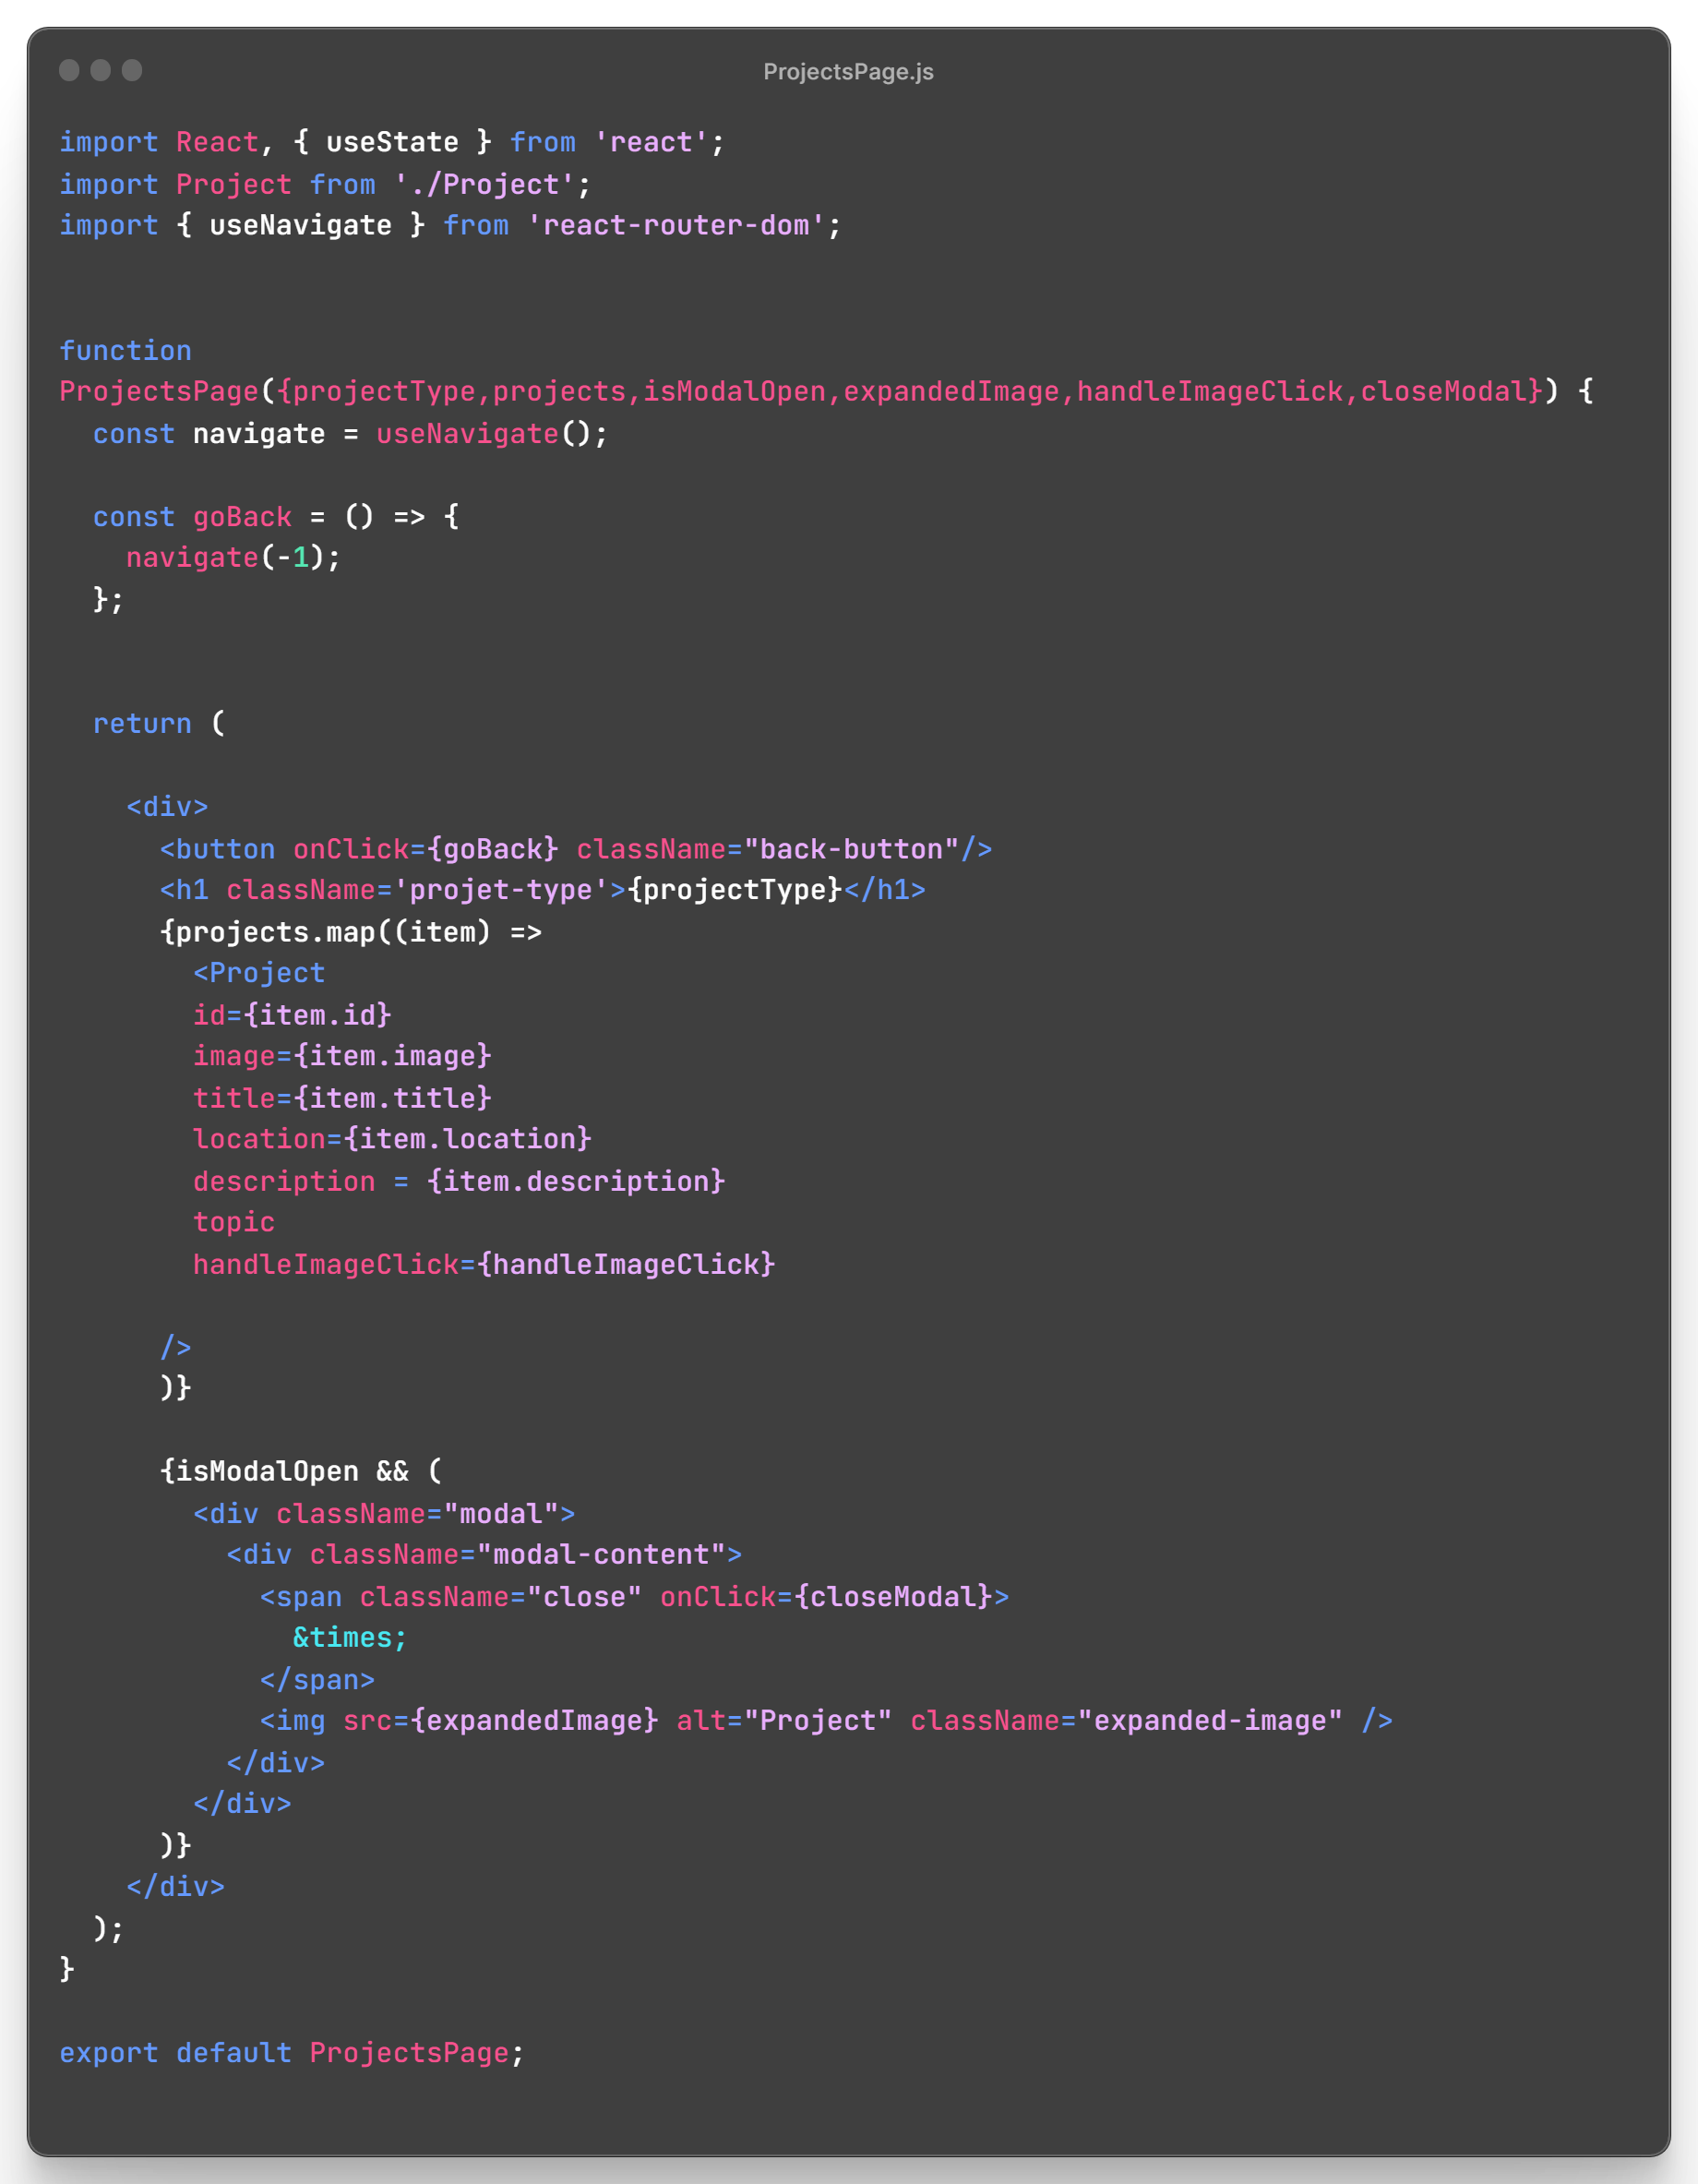 ProjectsPage.js
import React, { useState } from 'react';
import Project from './Project';
import { useNavigate } from 'react-router-dom';
function
ProjectsPage({projectType,projects,isModalOpen,expandedImage,handleImageClick,closeModal}) {
  const navigate = useNavigate();
  const goBack = () => {
    navigate(-1);
  };
  return (
    <div>
      <button onClick={goBack} className="back-button"/>
      <h1 className='projet-type'>{projectType}</h1>
      {projects.map((item) =>
        <Project
        id={item.id}
        image={item.image}
        title={item.title}
        location={item.location}
        description = {item.description}
        topic
        handleImageClick={handleImageClick}
      />
      )}
      {isModalOpen && (
        <div className="modal">
          <div className="modal-content">
            <span className="close" onClick={closeModal}>
              &times;
            </span>
            <img src={expandedImage} alt="Project" className="expanded-image" />
          </div>
        </div>
      )}
    </div>
  );
}
export default ProjectsPage;